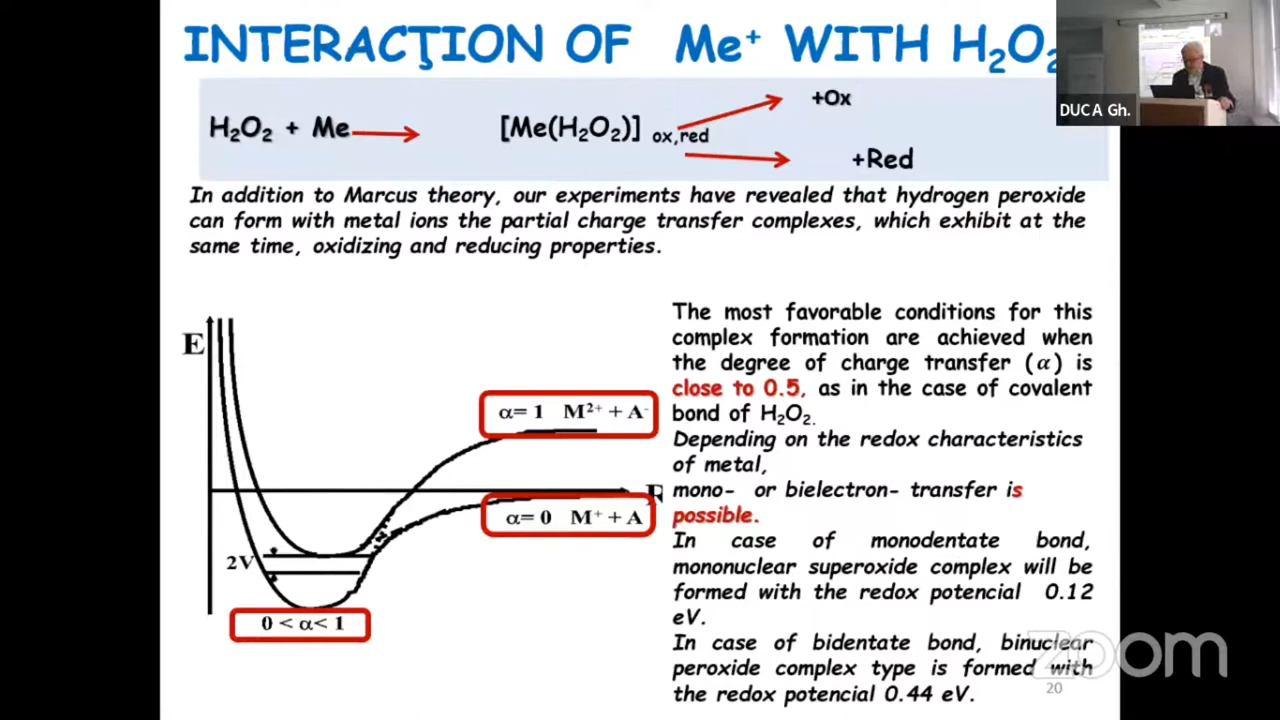 INTERACŢION OF Me⁺ WITH H₂O₂
DUCA Gh.
H₂O₂ + Me
[Me(H₂O₂)] ox,red
+Ox
+Red
In addition to Marcus theory, our experiments have revealed that hydrogen peroxide
can form with metal ions the partial charge transfer complexes, which exhibit at the
same time, oxidizing and reducing properties.
E
α= 1 M²⁺ + A⁻
α= 0 M⁺ + A
2V
0 < α< 1
The most favorable conditions for this
complex formation are achieved when
the degree of charge transfer (α) is
close to 0.5, as in the case of covalent
bond of H₂O₂.
Depending on the redox characteristics
of metal,
mono- or bielectron- transfer is
possible.
In case of monodentate bond,
mononuclear superoxide complex will be
formed with the redox potencial 0.12
eV.
In case of bidentate bond, binuclear
peroxide complex type is formed with
the redox potencial 0.44 eV.
zoom
20